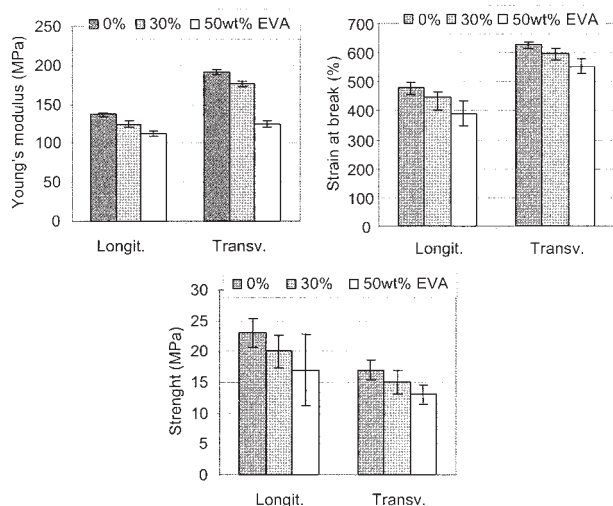 0% 30% 50wt% EVA
Young's modulus (MPa)
250
200
150
100
50
0
Longit. Transv.
0% 30% 50wt% EVA
Strain at break (%)
700
600
500
400
300
200
100
0
Longit. Transv.
0% 30% 50wt% EVA
Strenght (MPa)
30
25
20
15
10
5
0
Longit. Transv.